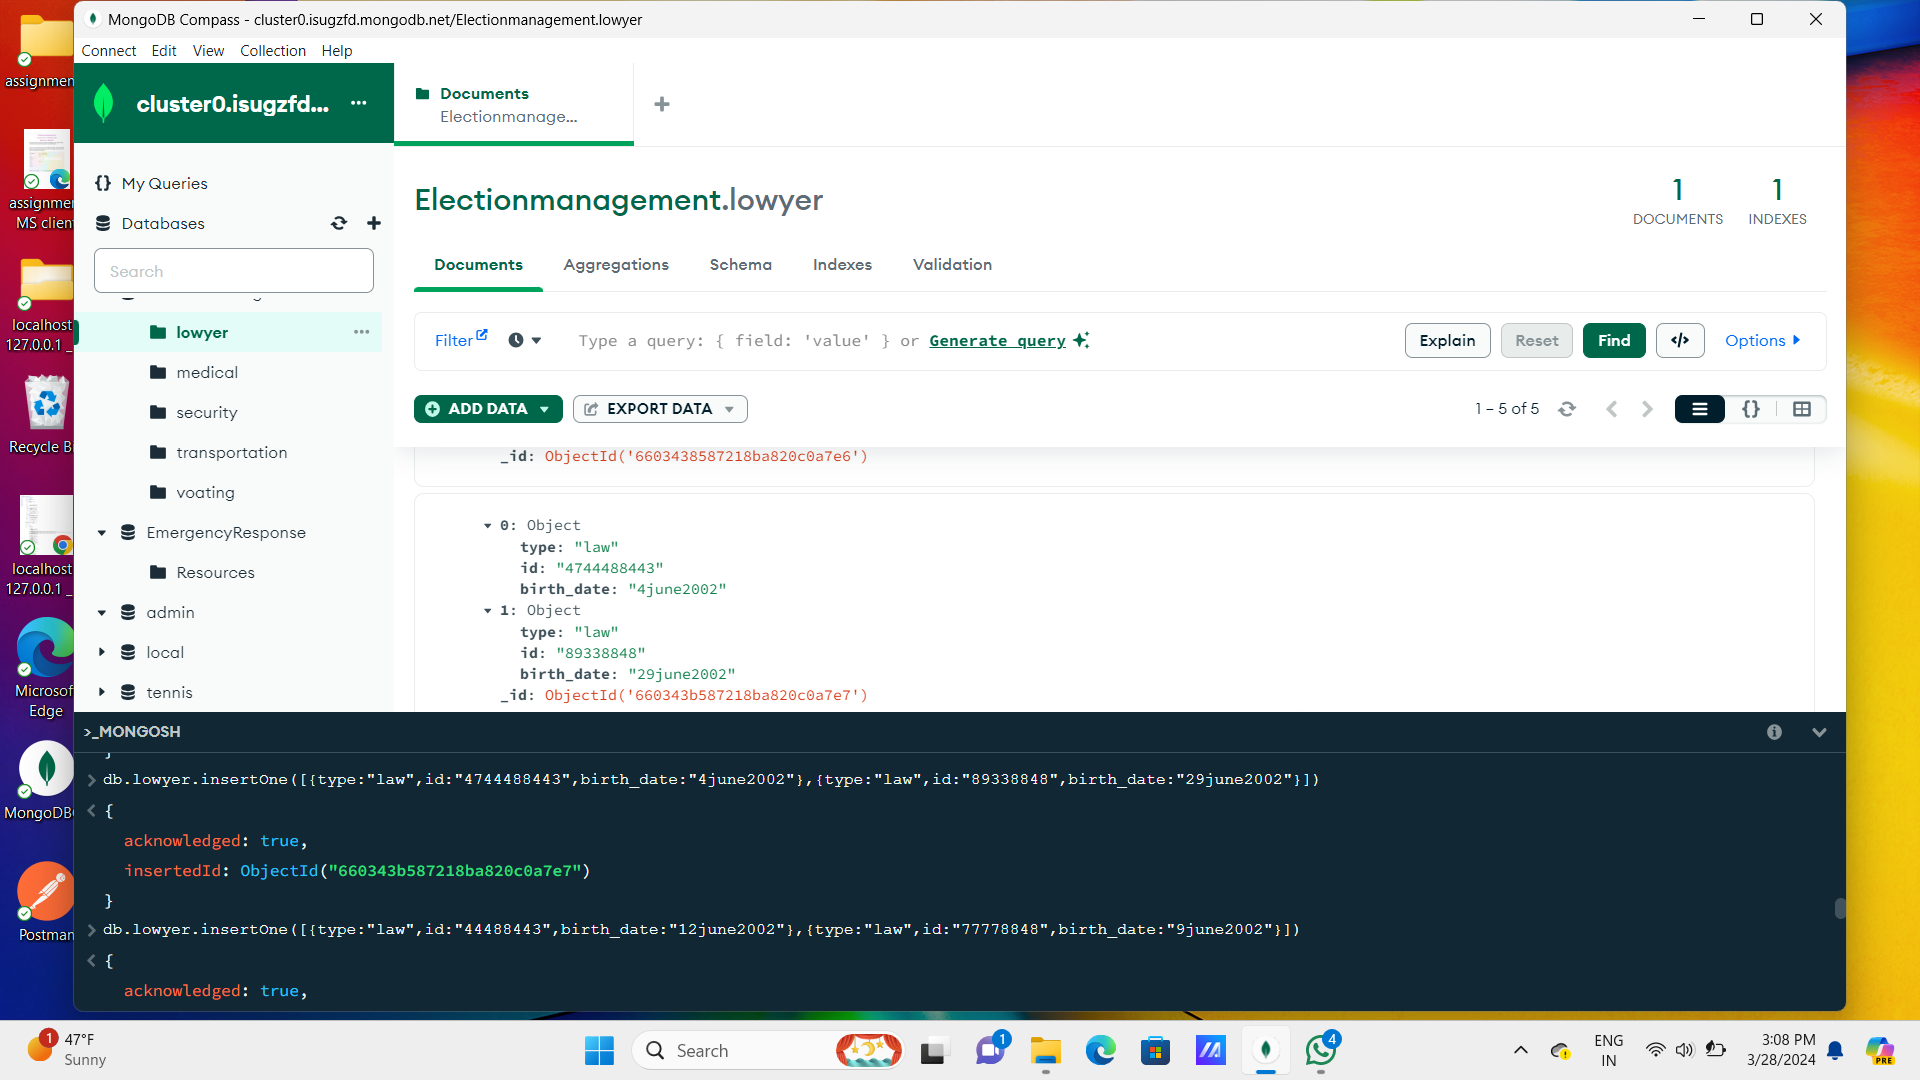 MongoDB Compass - cluster0.isugzfd.mongodb.net/Electionmanagement.lowyer
Connect Edit View Collection Help
cluster0.isugzfd... ···
Documents
Electionmanage...
+
My Queries
Databases
Search
lowyer ···
medical
security
transportation
voating
EmergencyResponse
Resources
admin
local
tennis
Electionmanagement.lowyer
1
DOCUMENTS
1
INDEXES
Documents Aggregations Schema Indexes Validation
Filter Type a query: { field: 'value' } or Generate query Explain Reset Find </> Options
ADD DATA EXPORT DATA 1 – 5 of 5 {}
_id: ObjectId('6603438587218ba820c0a7e6')
0: Object
type: "law"
id: "4744488443"
birth_date: "4june2002"
1: Object
type: "law"
id: "89338848"
birth_date: "29june2002"
_id: ObjectId('660343b587218ba820c0a7e7')
>_MONGOSH
}
> db.lowyer.insertOne([{type:"law",id:"4744488443",birth_date:"4june2002"},{type:"law",id:"89338848",birth_date:"29june2002"}])
< {
acknowledged: true,
insertedId: ObjectId("660343b587218ba820c0a7e7")
}
> db.lowyer.insertOne([{type:"law",id:"44488443",birth_date:"12june2002"},{type:"law",id:"77778848",birth_date:"9june2002"}])
< {
acknowledged: true,
assignmen
assignmen
MS client
localhost
127.0.0.1 _
Recycle B
localhost
127.0.0.1 _
Microsof
Edge
MongoDB
Postman
1
47°F
Sunny
Search
1
4
ENG
IN
3:08 PM
3/28/2024
PRE